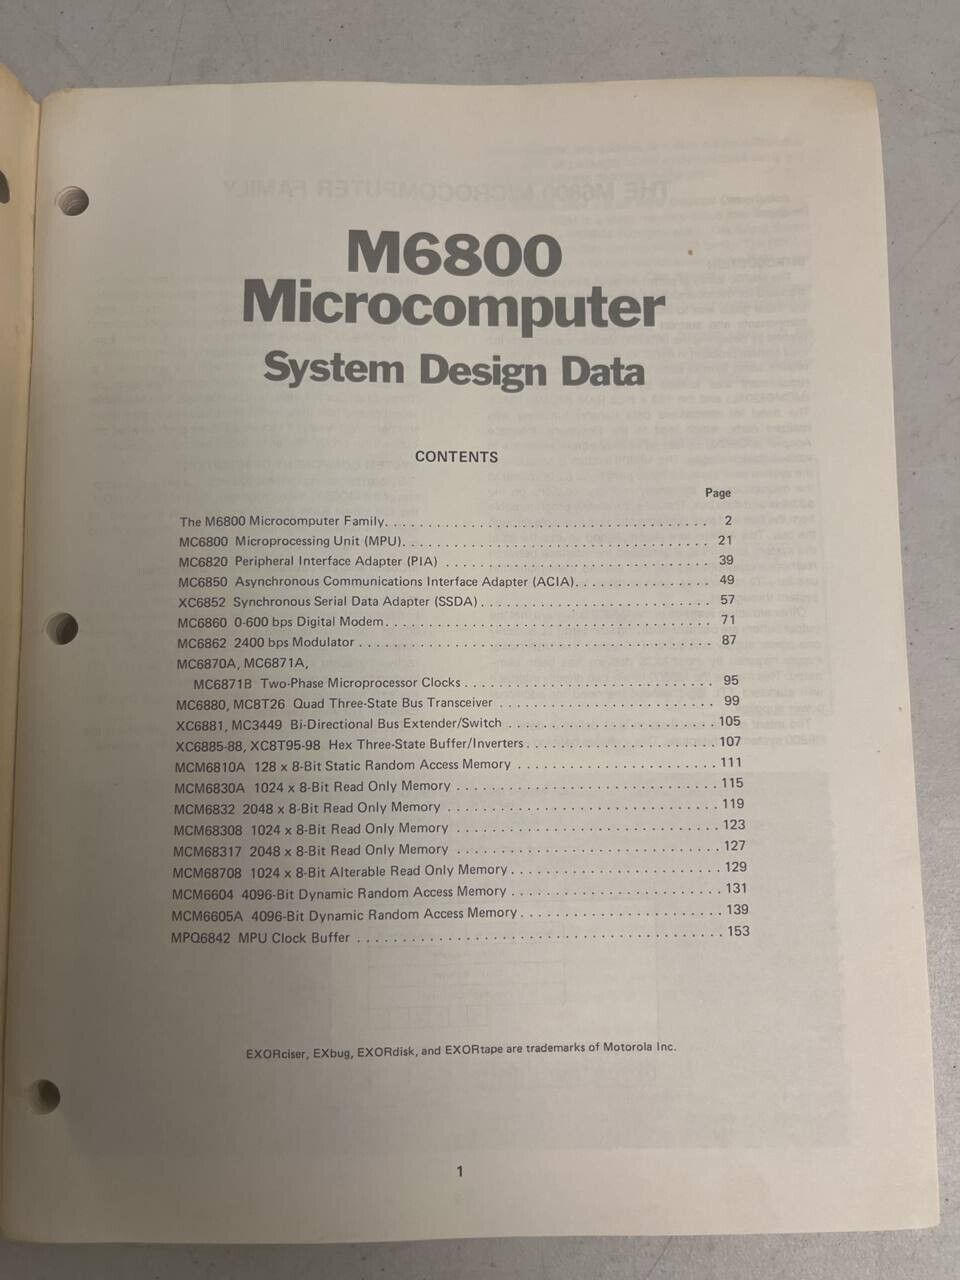 M6800
Microcomputer
System Design Data
CONTENTS
Page
The M6800 Microcomputer Family. . . . . . . . . . . . . . . . . . . . . . . . . . . . . . . . . . . . . . 2
MC6800 Microprocessing Unit (MPU). . . . . . . . . . . . . . . . . . . . . . . . . . . . . . . . . . . . 21
MC6820 Peripheral Interface Adapter (PIA) . . . . . . . . . . . . . . . . . . . . . . . . . . . . . . . 39
MC6850 Asynchronous Communications Interface Adapter (ACIA). . . . . . . . . . . . . . . . 49
XC6852 Synchronous Serial Data Adapter (SSDA) . . . . . . . . . . . . . . . . . . . . . . . . . . . 57
MC6860 0-600 bps Digital Modem. . . . . . . . . . . . . . . . . . . . . . . . . . . . . . . . . . . . . . 71
MC6862 2400 bps Modulator . . . . . . . . . . . . . . . . . . . . . . . . . . . . . . . . . . . . . . . . . 87
MC6870A, MC6871A,
MC6871B Two-Phase Microprocessor Clocks . . . . . . . . . . . . . . . . . . . . . . . . . . . . . 95
MC6880, MC8T26 Quad Three-State Bus Transceiver . . . . . . . . . . . . . . . . . . . . . . . . . 99
XC6881, MC3449 Bi-Directional Bus Extender/Switch . . . . . . . . . . . . . . . . . . . . . . . . 105
XC6885-88, XC8T95-98 Hex Three-State Buffer/Inverters . . . . . . . . . . . . . . . . . . . . . . 107
MCM6810A 128 x 8-Bit Static Random Access Memory . . . . . . . . . . . . . . . . . . . . . . . 111
MCM6830A 1024 x 8-Bit Read Only Memory . . . . . . . . . . . . . . . . . . . . . . . . . . . . . . 115
MCM6832 2048 x 8-Bit Read Only Memory . . . . . . . . . . . . . . . . . . . . . . . . . . . . . . . 119
MCM68308 1024 x 8-Bit Read Only Memory . . . . . . . . . . . . . . . . . . . . . . . . . . . . . . 123
MCM68317 2048 x 8-Bit Read Only Memory . . . . . . . . . . . . . . . . . . . . . . . . . . . . . . 127
MCM68708 1024 x 8-Bit Alterable Read Only Memory . . . . . . . . . . . . . . . . . . . . . . . . 129
MCM6604 4096-Bit Dynamic Random Access Memory . . . . . . . . . . . . . . . . . . . . . . . . 131
MCM6605A 4096-Bit Dynamic Random Access Memory . . . . . . . . . . . . . . . . . . . . . . . 139
MPQ6842 MPU Clock Buffer . . . . . . . . . . . . . . . . . . . . . . . . . . . . . . . . . . . . . . . . . 153
EXORciser, EXbug, EXORdisk, and EXORtape are trademarks of Motorola Inc.
1